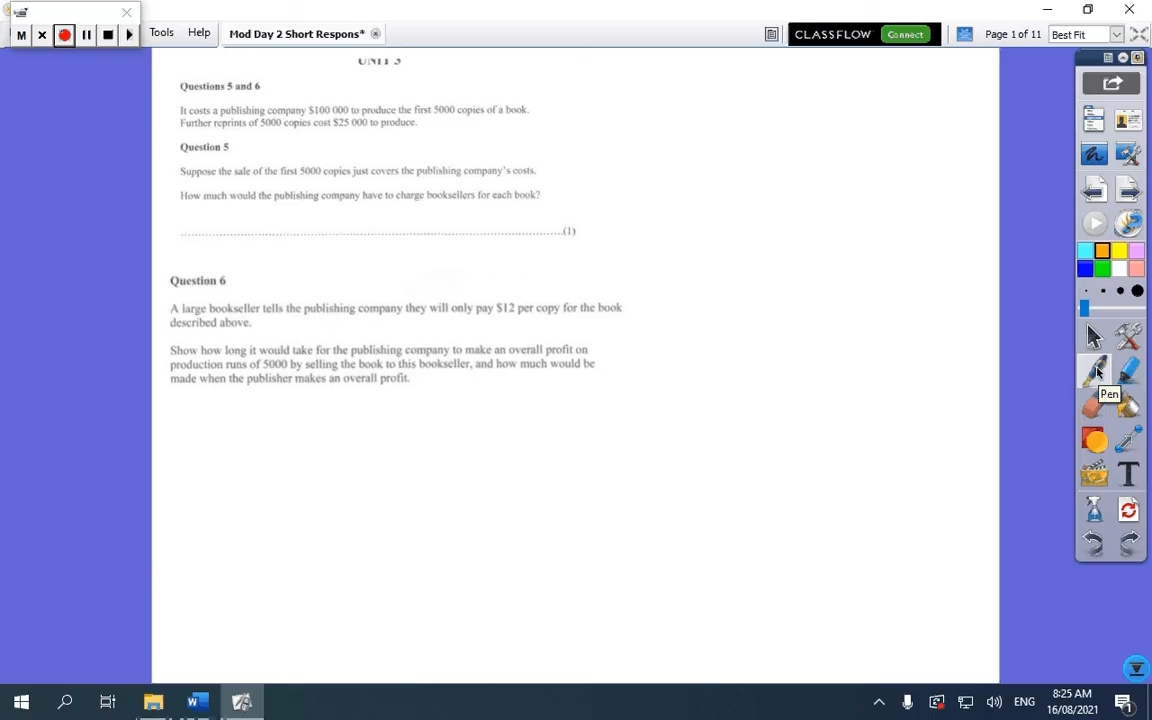 M
Tools Help Mod Day 2 Short Respons* CLASSFLOW Connect Page 1 of 11 Best Fit
UNIT 3
Questions 5 and 6
It costs a publishing company $100 000 to produce the first 5000 copies of a book.
Further reprints of 5000 copies cost $25 000 to produce.
Question 5
Suppose the sale of the first 5000 copies just covers the publishing company's costs.
How much would the publishing company have to charge booksellers for each book?
......................................................................................................(1)
Question 6
A large bookseller tells the publishing company they will only pay $12 per copy for the book
described above.
Show how long it would take for the publishing company to make an overall profit on
production runs of 5000 by selling the book to this bookseller, and how much would be
made when the publisher makes an overall profit.
Pen
T
ENG
8:25 AM
16/08/2021
1